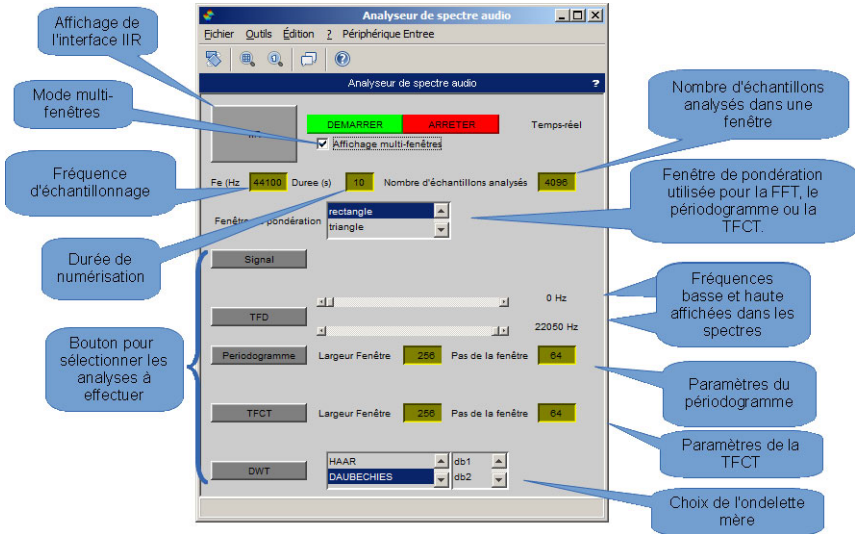 Affichage de
l'interface IIR
Mode multi-
fenêtres
Fréquence
d'échantillonnage
Durée de
numérisation
Bouton pour
sélectionner les
analyses à
effectuer
Analyseur de spectre audio
Fichier Outils Édition ? Périphérique Entree
Analyseur de spectre audio ?
DEMARRER ARRETER Temps-réel
Affichage multi-fenêtres
Fe (Hz 44100 Duree (s) 10 Nombre d'échantillons analysés 4096
Fenêtre pondération
rectangle
triangle
Signal
0 Hz
TFD
22050 Hz
Periodogramme Largeur Fenêtre 256 Pas de la fenêtre 64
TFCT Largeur Fenêtre 256 Pas de la fenêtre 64
DWT
HAAR db1
DAUBECHIES db2
Nombre d'échantillons
analysés dans une
fenêtre
Fenêtre de pondération
utilisée pour la FFT, le
périodogramme ou la
TFCT.
Fréquences
basse et haute
affichées dans les
spectres
Paramètres du
périodogramme
Paramètres de la
TFCT
Choix de l'ondelette
mère